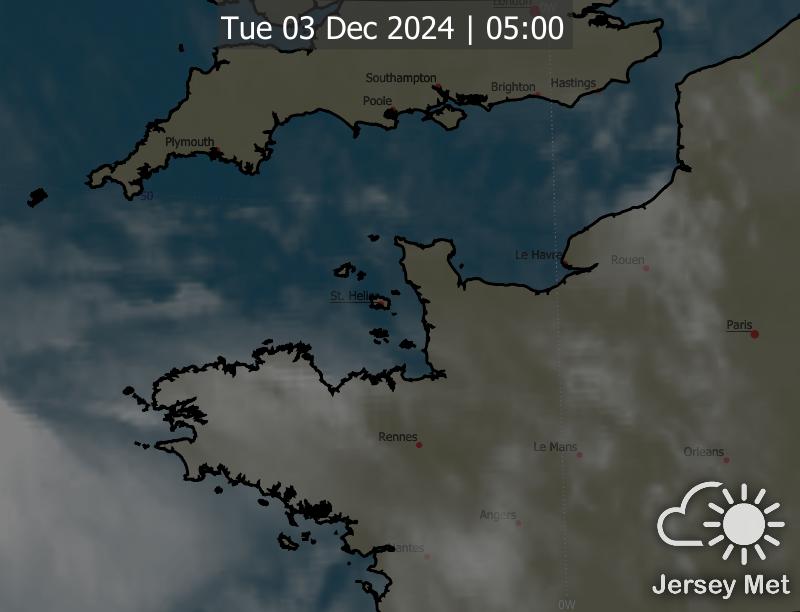 London
0W
Tue 03 Dec 2024 | 05:00
Southampton
Brighton
Hastings
Poole
Plymouth
50
Le Havre
Rouen
St. Helier
Paris
Rennes
Le Mans
Orleans
Angers
Nantes
Jersey Met
0W